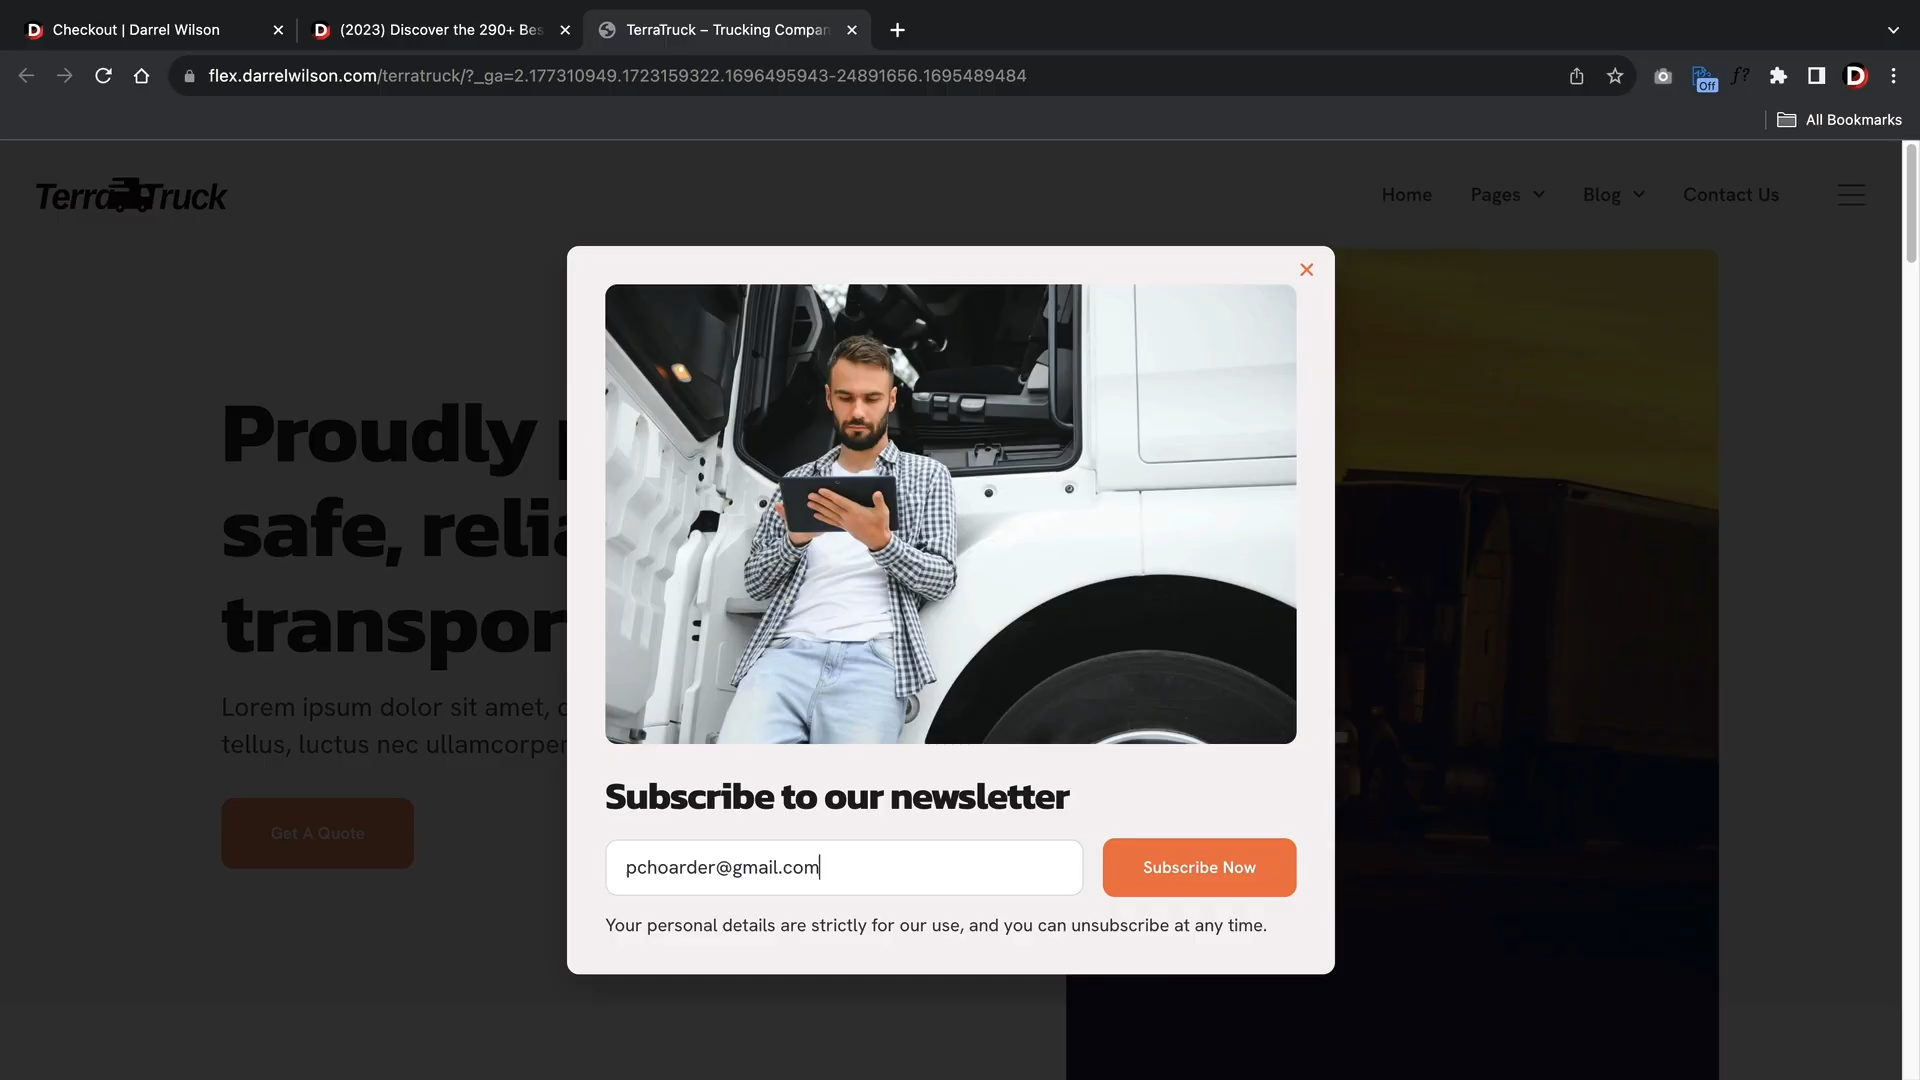 Checkout | Darrel Wilson
(2023) Discover the 290+ Bes
TerraTruck – Trucking Compan
flex.darrelwilson.com/terratruck/?_ga=2.177310949.1723159322.1696495943-24891656.1695489484
Off
f?
All Bookmarks
TerraTruck
Home
Pages
Blog
Contact Us
Proudly p
safe, relia
transpor
Lorem ipsum dolor sit amet, c
tellus, luctus nec ullamcorper
Get A Quote
Subscribe to our newsletter
pchoarder@gmail.com
Subscribe Now
Your personal details are strictly for our use, and you can unsubscribe at any time.